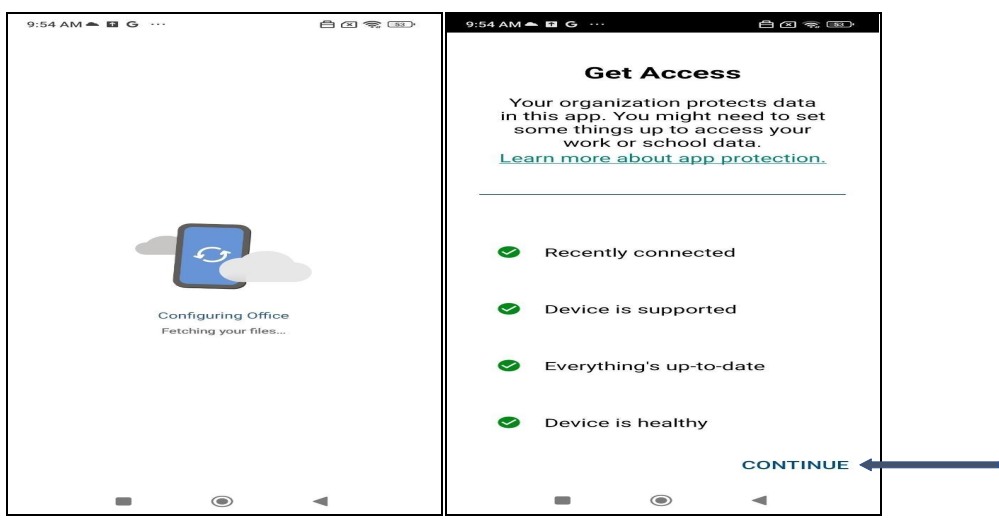 9:54 AM G ...
53
Configuring Office
Fetching your files...
9:54 AM G ...
53
Get Access
Your organization protects data
in this app. You might need to set
some things up to access your
work or school data.
Learn more about app protection.
Recently connected
Device is supported
Everything's up-to-date
Device is healthy
CONTINUE